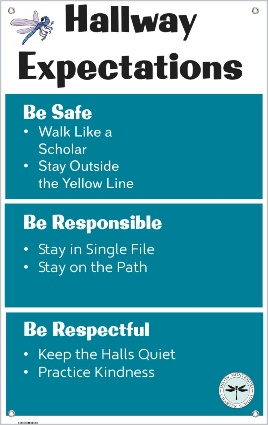 Hallway
Expectations
Be Safe
• Walk Like a
Scholar
• Stay Outside
the Yellow Line
Be Responsible
• Stay in Single File
• Stay on the Path
Be Respectful
• Keep the Halls Quiet
• Practice Kindness